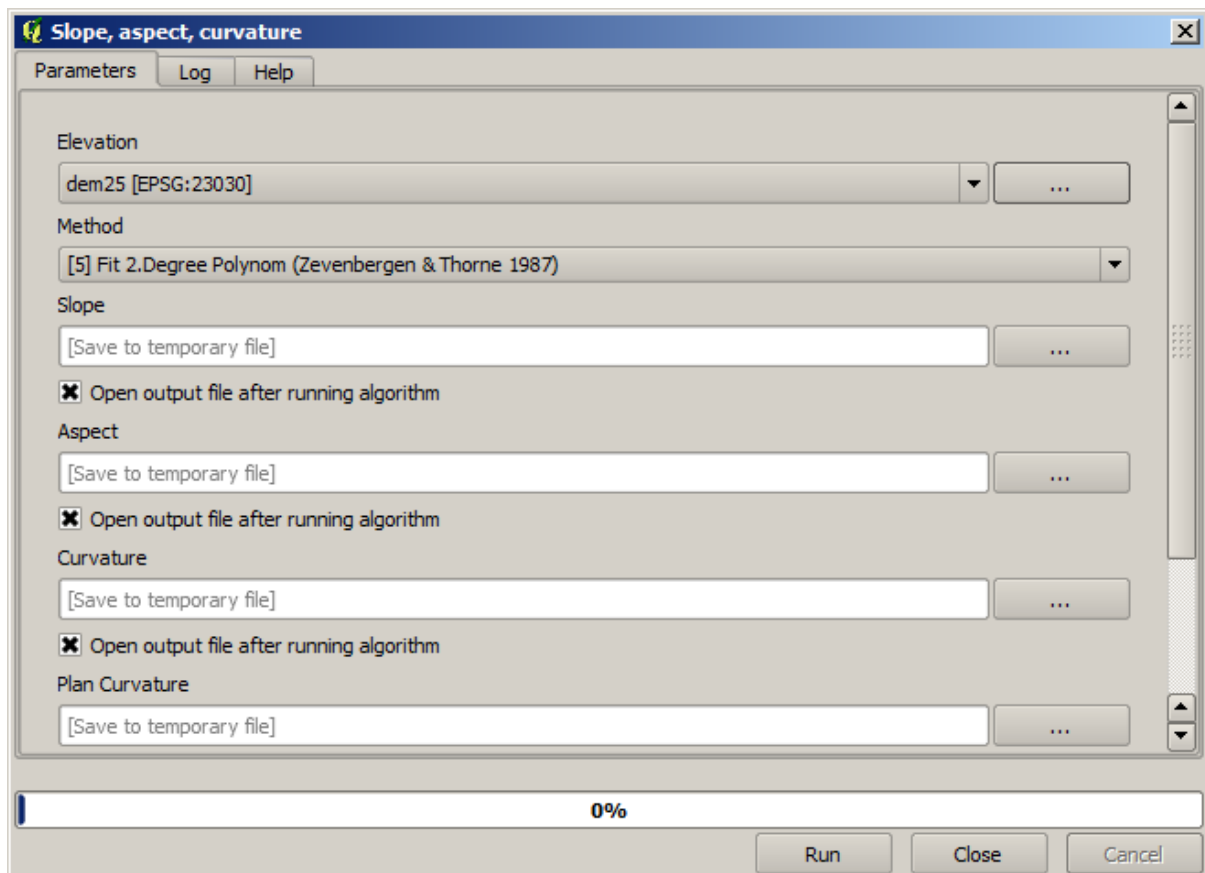 Slope, aspect, curvature
Parameters Log Help
Elevation
dem25 [EPSG:23030] ...
Method
[5] Fit 2.Degree Polynom (Zevenbergen & Thorne 1987)
Slope
[Save to temporary file] ...
Open output file after running algorithm
Aspect
[Save to temporary file] ...
Open output file after running algorithm
Curvature
[Save to temporary file] ...
Open output file after running algorithm
Plan Curvature
[Save to temporary file] ...
0%
Run Close Cancel